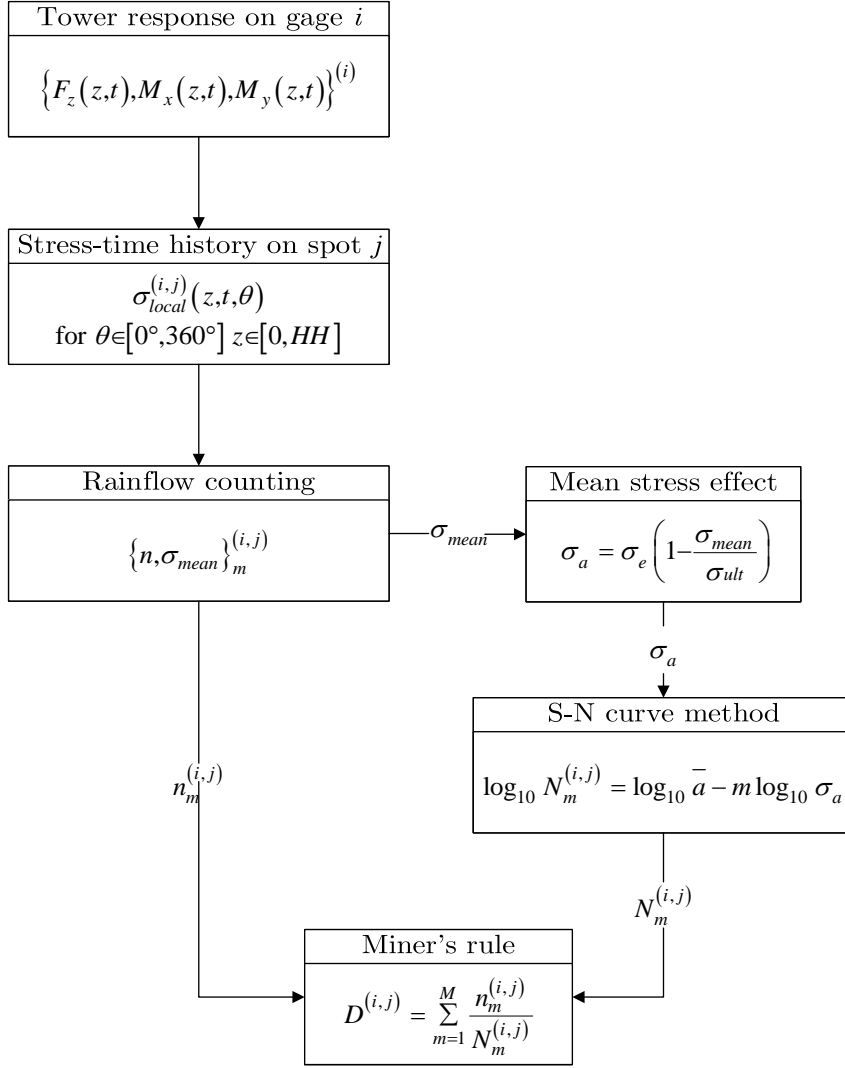 Tower response on gage i
{F_z(z,t),M_x(z,t),M_y(z,t)}^(i)
Stress-time history on spot j
σ_local^(i,j)(z,t,θ)
for θ∈[0°,360°] z∈[0,HH]
Rainflow counting
{n,σ_mean}_m^(i,j)
σ_mean
Mean stress effect
σ_a = σ_e(1-σ_mean/σ_ult)
σ_a
S-N curve method
log_10 N_m^(i,j) = log_10 a̅ − m log_10 σ_a
n_m^(i,j)
N_m^(i,j)
Miner's rule
D^(i,j) = ∑_{m=1}^{M} n_m^(i,j)/N_m^(i,j)